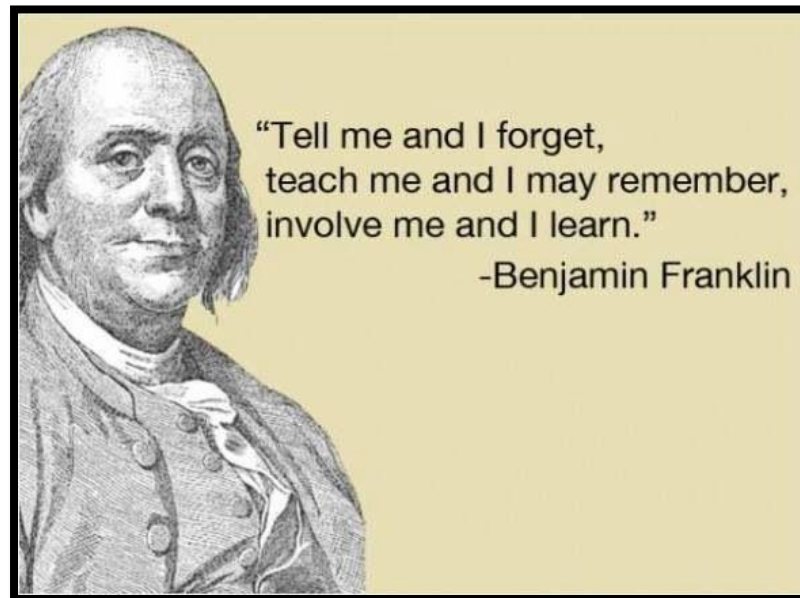 “Tell me and I forget,
teach me and I may remember,
involve me and I learn.”
-Benjamin Franklin